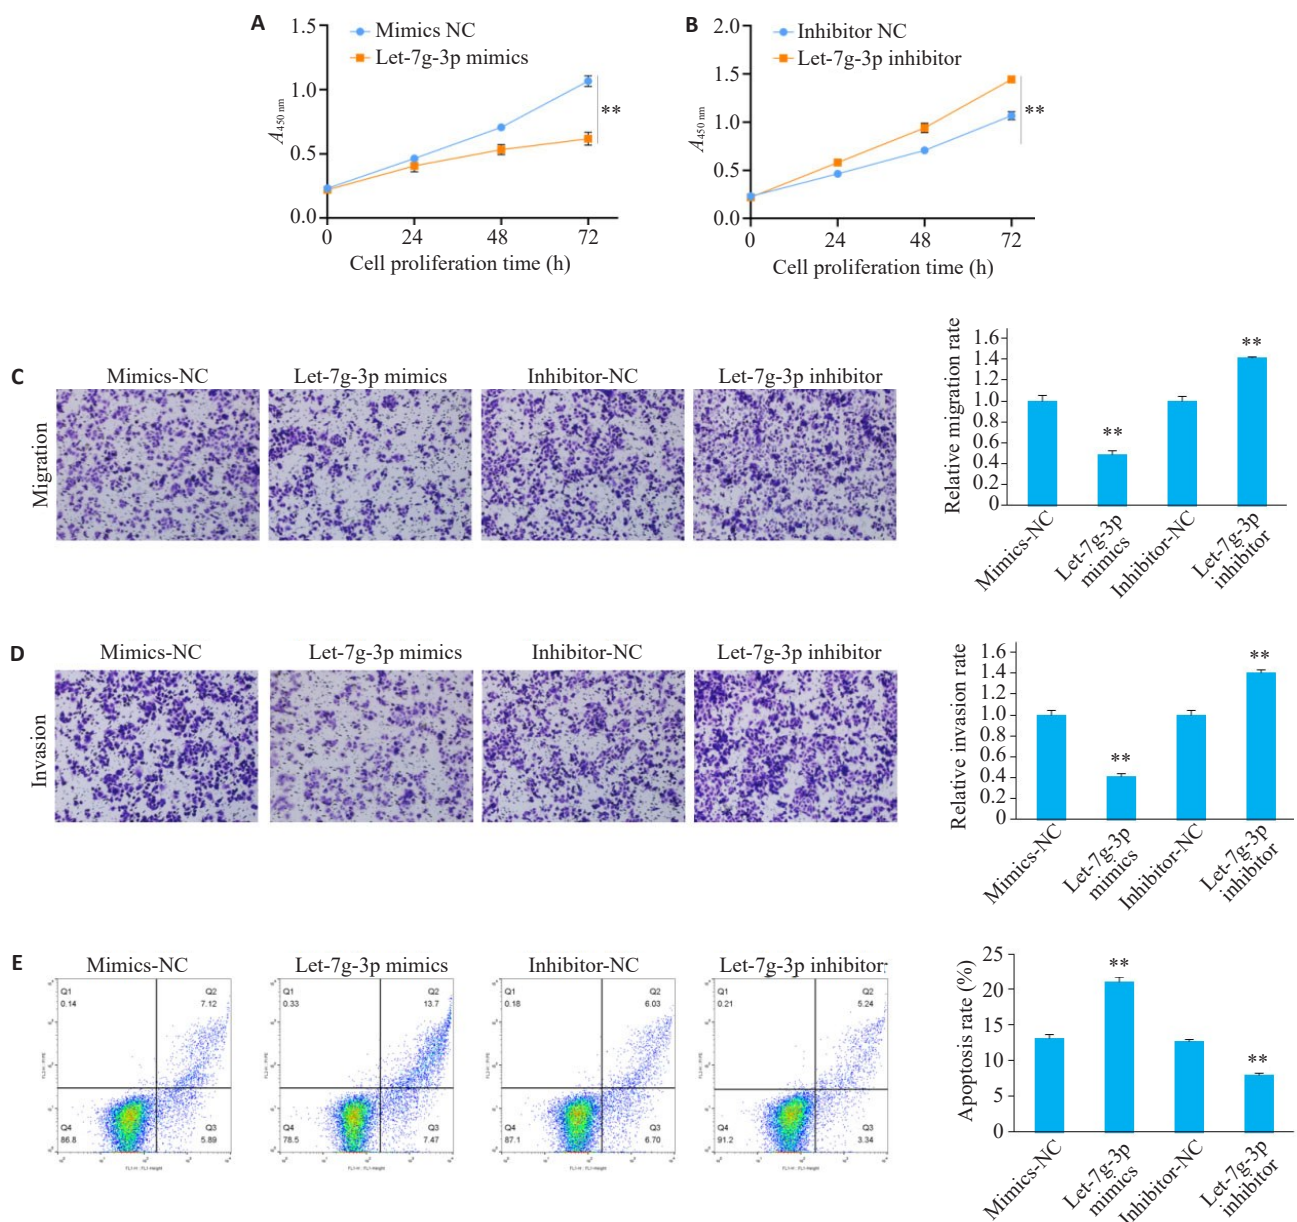 A
1.5
1.0
0.5
0.0
A450 nm
Mimics NC
Let-7g-3p mimics
**
0 24 48 72
Cell proliferation time (h)
B
2.0
1.5
1.0
0.5
0.0
A450 nm
Inhibitor NC
Let-7g-3p inhibitor
**
0 24 48 72
Cell proliferation time (h)
C
Mimics-NC Let-7g-3p mimics Inhibitor-NC Let-7g-3p inhibitor
Migration
Relative migration rate
1.6
1.4
1.2
1.0
0.8
0.6
0.4
0.2
0
**
**
Mimics-NC
Let-7g-3p
mimics
Inhibitor-NC
Let-7g-3p
inhibitor
D
Mimics-NC Let-7g-3p mimics Inhibitor-NC Let-7g-3p inhibitor
Invasion
Relative invasion rate
1.6
1.4
1.2
1.0
0.8
0.6
0.4
0.2
0
**
**
Mimics-NC
Let-7g-3p
mimics
Inhibitor-NC
Let-7g-3p
inhibitor
E
Mimics-NC
Q1
0.14
Q2
7.12
Q4
86.8
Q3
5.89
Let-7g-3p mimics
Q1
0.33
Q2
13.7
Q4
78.5
Q3
7.47
Inhibitor-NC
Q1
0.18
Q2
6.03
Q4
87.1
Q3
6.70
Let-7g-3p inhibitor
Q1
0.21
Q2
5.24
Q4
91.2
Q3
3.34
Apoptosis rate (%)
25
20
15
10
5
0
**
**
Mimics-NC
Let-7g-3p
mimics
Inhibitor-NC
Let-7g-3p
inhibitor